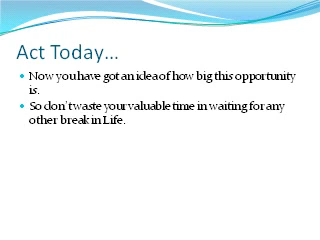 Act Today...
Now you have got an idea of how big this opportunity
is.
So don't waste your valuable time in waiting for any
other break in Life.